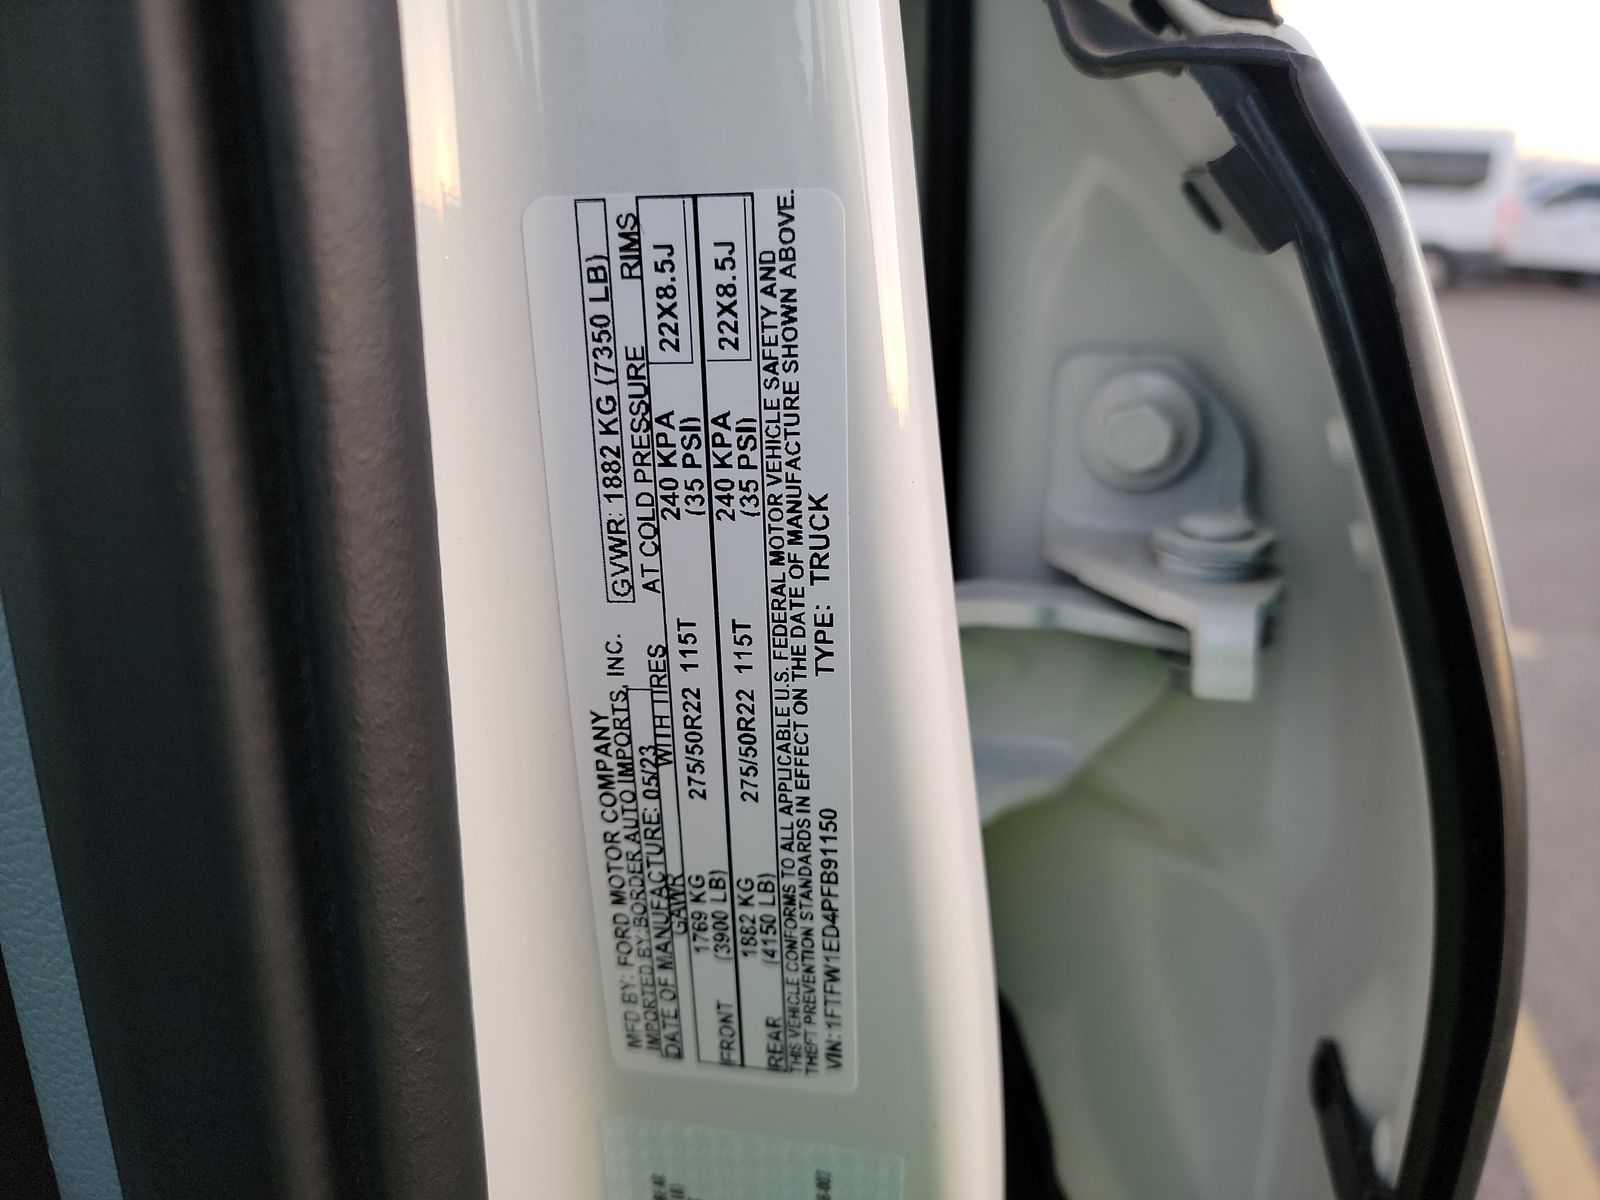 MFD BY: FORD MOTOR COMPANY
IMPORTED BY:BORDER AUTO IMPORTS, INC.
GVWR: 1882 KG (7350 LB)
DATE OF MANUFACTURE: 05/23
GAWR WITH TIRES AT COLD PRESSURE RIMS
FRONT 1769 KG (3900 LB) 275/50R22 115T 240 KPA (35 PSI) 22X8.5J
REAR 1882 KG (4150 LB) 275/50R22 115T 240 KPA (35 PSI) 22X8.5J
THIS VEHICLE CONFORMS TO ALL APPLICABLE U.S. FEDERAL MOTOR VEHICLE SAFETY AND
THEFT PREVENTION STANDARDS IN EFFECT ON THE DATE OF MANUFACTURE SHOWN ABOVE.
VIN: 1FTFW1ED4PFB91150 TYPE: TRUCK